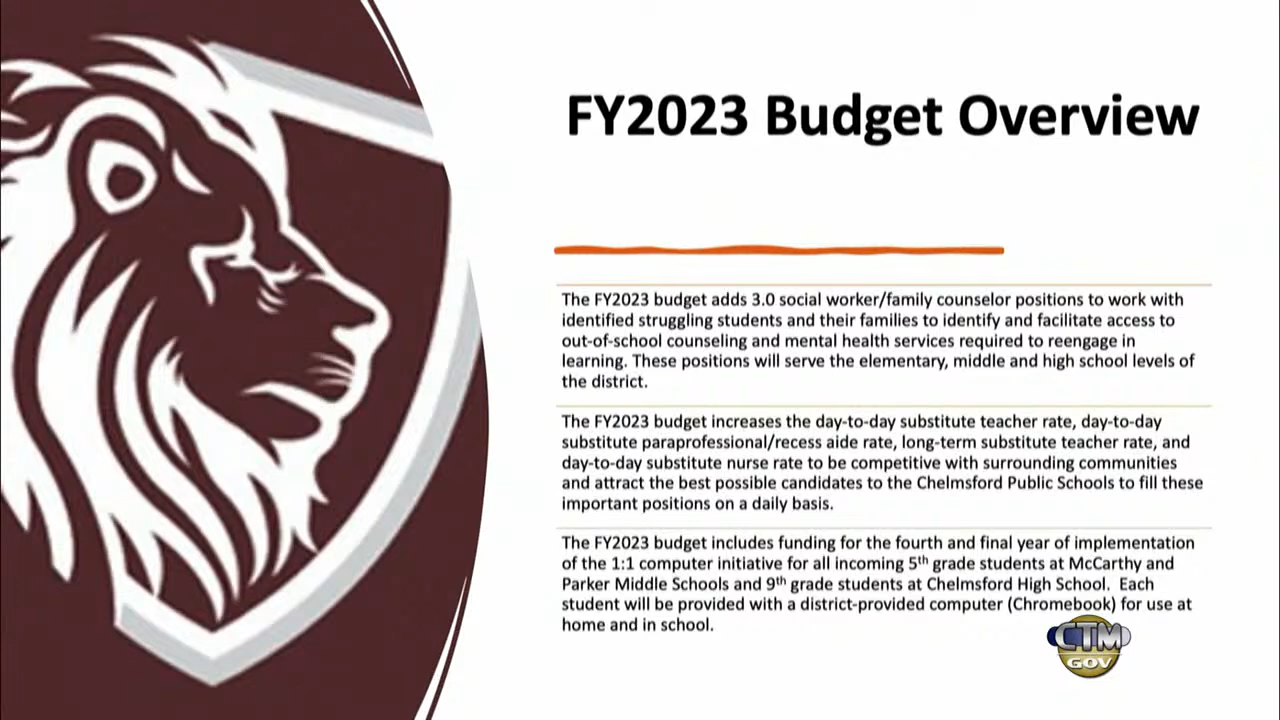 FY2023 Budget Overview
The FY2023 budget adds 3.0 social worker/family counselor positions to work with
identified struggling students and their families to identify and facilitate access to
out-of-school counseling and mental health services required to reengage in
learning. These positions will serve the elementary, middle and high school levels of
the district.
The FY2023 budget increases the day-to-day substitute teacher rate, day-to-day
substitute paraprofessional/recess aide rate, long-term substitute teacher rate, and
day-to-day substitute nurse rate to be competitive with surrounding communities
and attract the best possible candidates to the Chelmsford Public Schools to fill these
important positions on a daily basis.
The FY2023 budget includes funding for the fourth and final year of implementation
of the 1:1 computer initiative for all incoming 5th grade students at McCarthy and
Parker Middle Schools and 9th grade students at Chelmsford High School.  Each
student will be provided with a district-provided computer (Chromebook) for use at
home and in school.
CTM
GOV